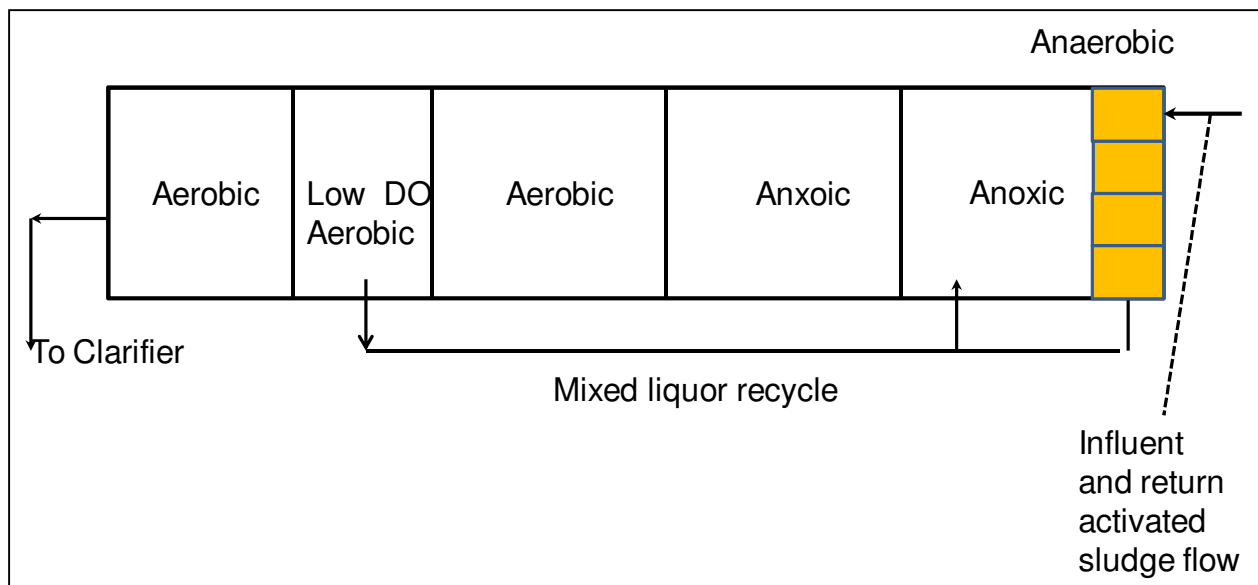 Anaerobic
Aerobic
Low DO
Aerobic
Aerobic
Anxoic
Anoxic
To Clarifier
Mixed liquor recycle
Influent
and return
activated
sludge flow